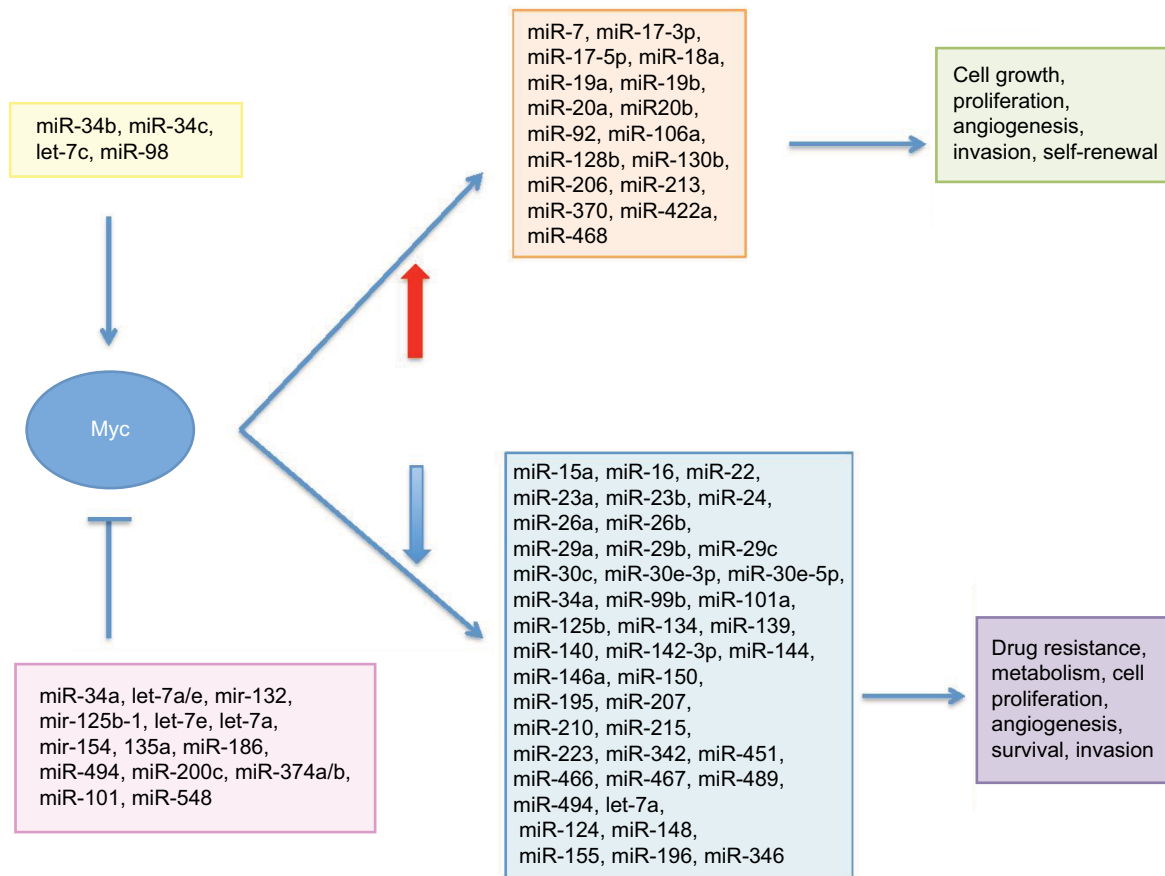 miR-34b, miR-34c,
let-7c, miR-98
Myc
miR-34a, let-7a/e, mir-132,
mir-125b-1, let-7e, let-7a,
mir-154, 135a, miR-186,
miR-494, miR-200c, miR-374a/b,
miR-101, miR-548
miR-7, miR-17-3p,
miR-17-5p, miR-18a,
miR-19a, miR-19b,
miR-20a, miR20b,
miR-92, miR-106a,
miR-128b, miR-130b,
miR-206, miR-213,
miR-370, miR-422a,
miR-468
Cell growth,
proliferation,
angiogenesis,
invasion, self-renewal
miR-15a, miR-16, miR-22,
miR-23a, miR-23b, miR-24,
miR-26a, miR-26b,
miR-29a, miR-29b, miR-29c
miR-30c, miR-30e-3p, miR-30e-5p,
miR-34a, miR-99b, miR-101a,
miR-125b, miR-134, miR-139,
miR-140, miR-142-3p, miR-144,
miR-146a, miR-150,
miR-195, miR-207,
miR-210, miR-215,
miR-223, miR-342, miR-451,
miR-466, miR-467, miR-489,
miR-494, let-7a,
miR-124, miR-148,
miR-155, miR-196, miR-346
Drug resistance,
metabolism, cell
proliferation,
angiogenesis,
survival, invasion